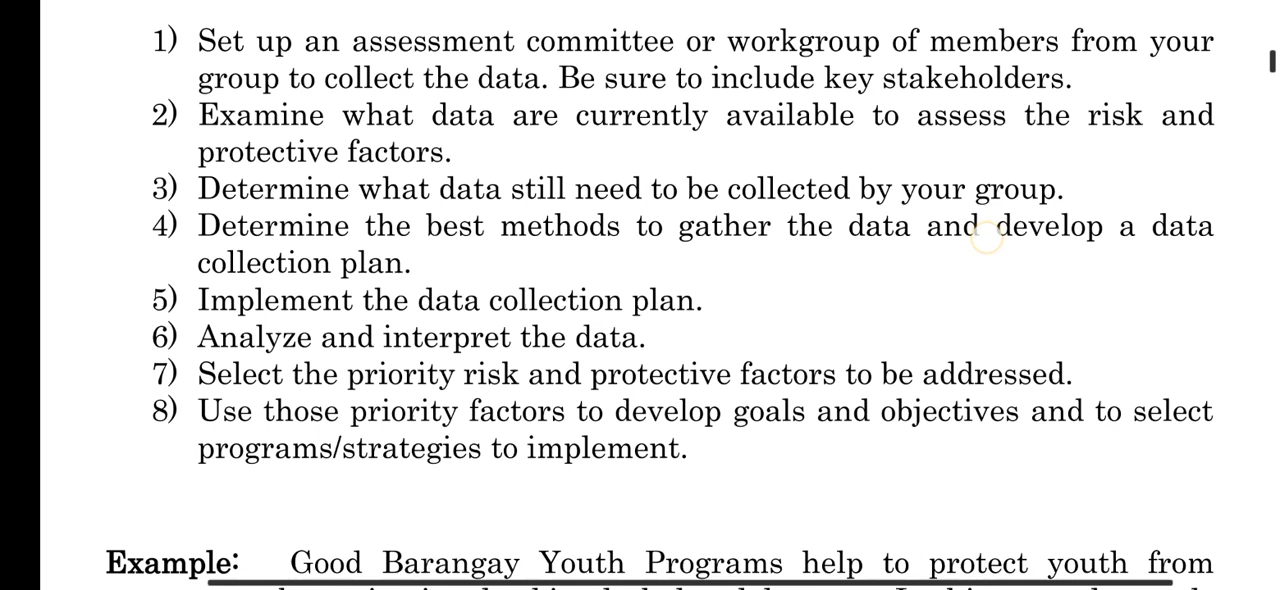 1) Set up an assessment committee or workgroup of members from your
group to collect the data. Be sure to include key stakeholders.
2) Examine what data are currently available to assess the risk and
protective factors.
3) Determine what data still need to be collected by your group.
4) Determine the best methods to gather the data and develop a data
collection plan.
5) Implement the data collection plan.
6) Analyze and interpret the data.
7) Select the priority risk and protective factors to be addressed.
8) Use those priority factors to develop goals and objectives and to select
programs/strategies to implement.
Example: Good Barangay Youth Programs help to protect youth from